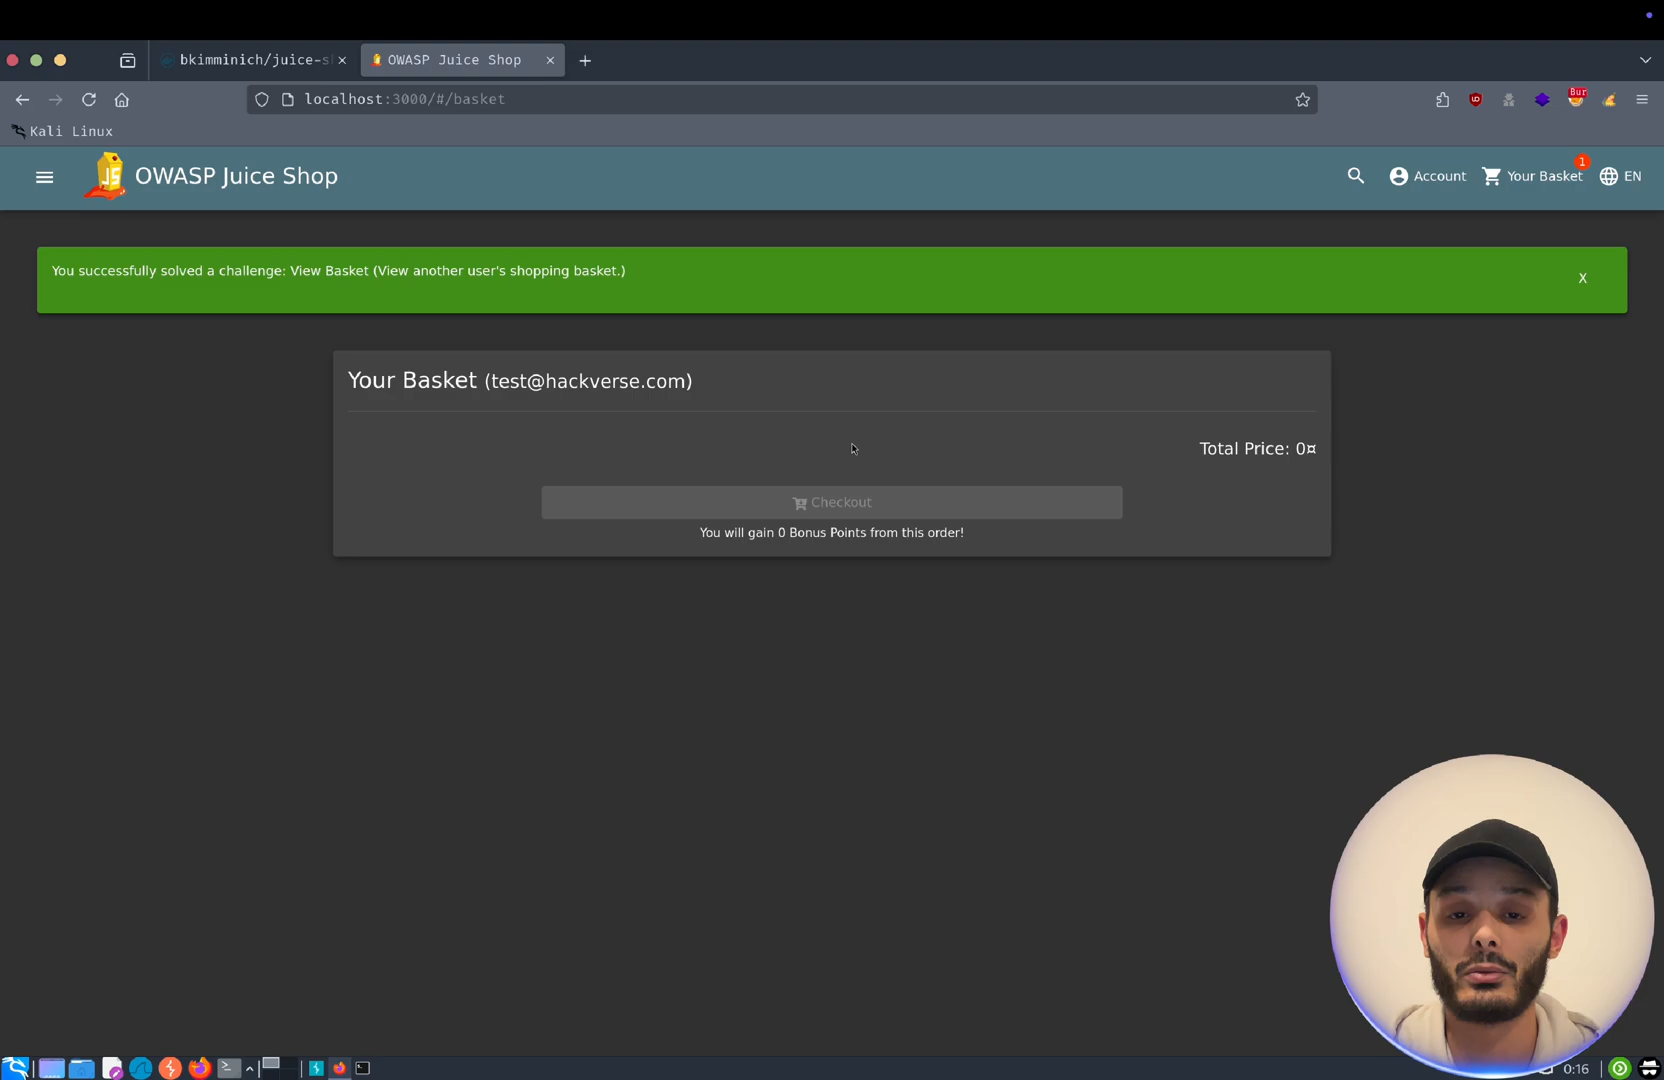 bkimminich/juice-s
OWASP Juice Shop
localhost:3000/#/basket
Bur
Kali Linux
JS
OWASP Juice Shop
Account
1
Your Basket
EN
You successfully solved a challenge: View Basket (View another user's shopping basket.)
X
Your Basket (test@hackverse.com)
Total Price: 0¤
Checkout
You will gain 0 Bonus Points from this order!
0:16